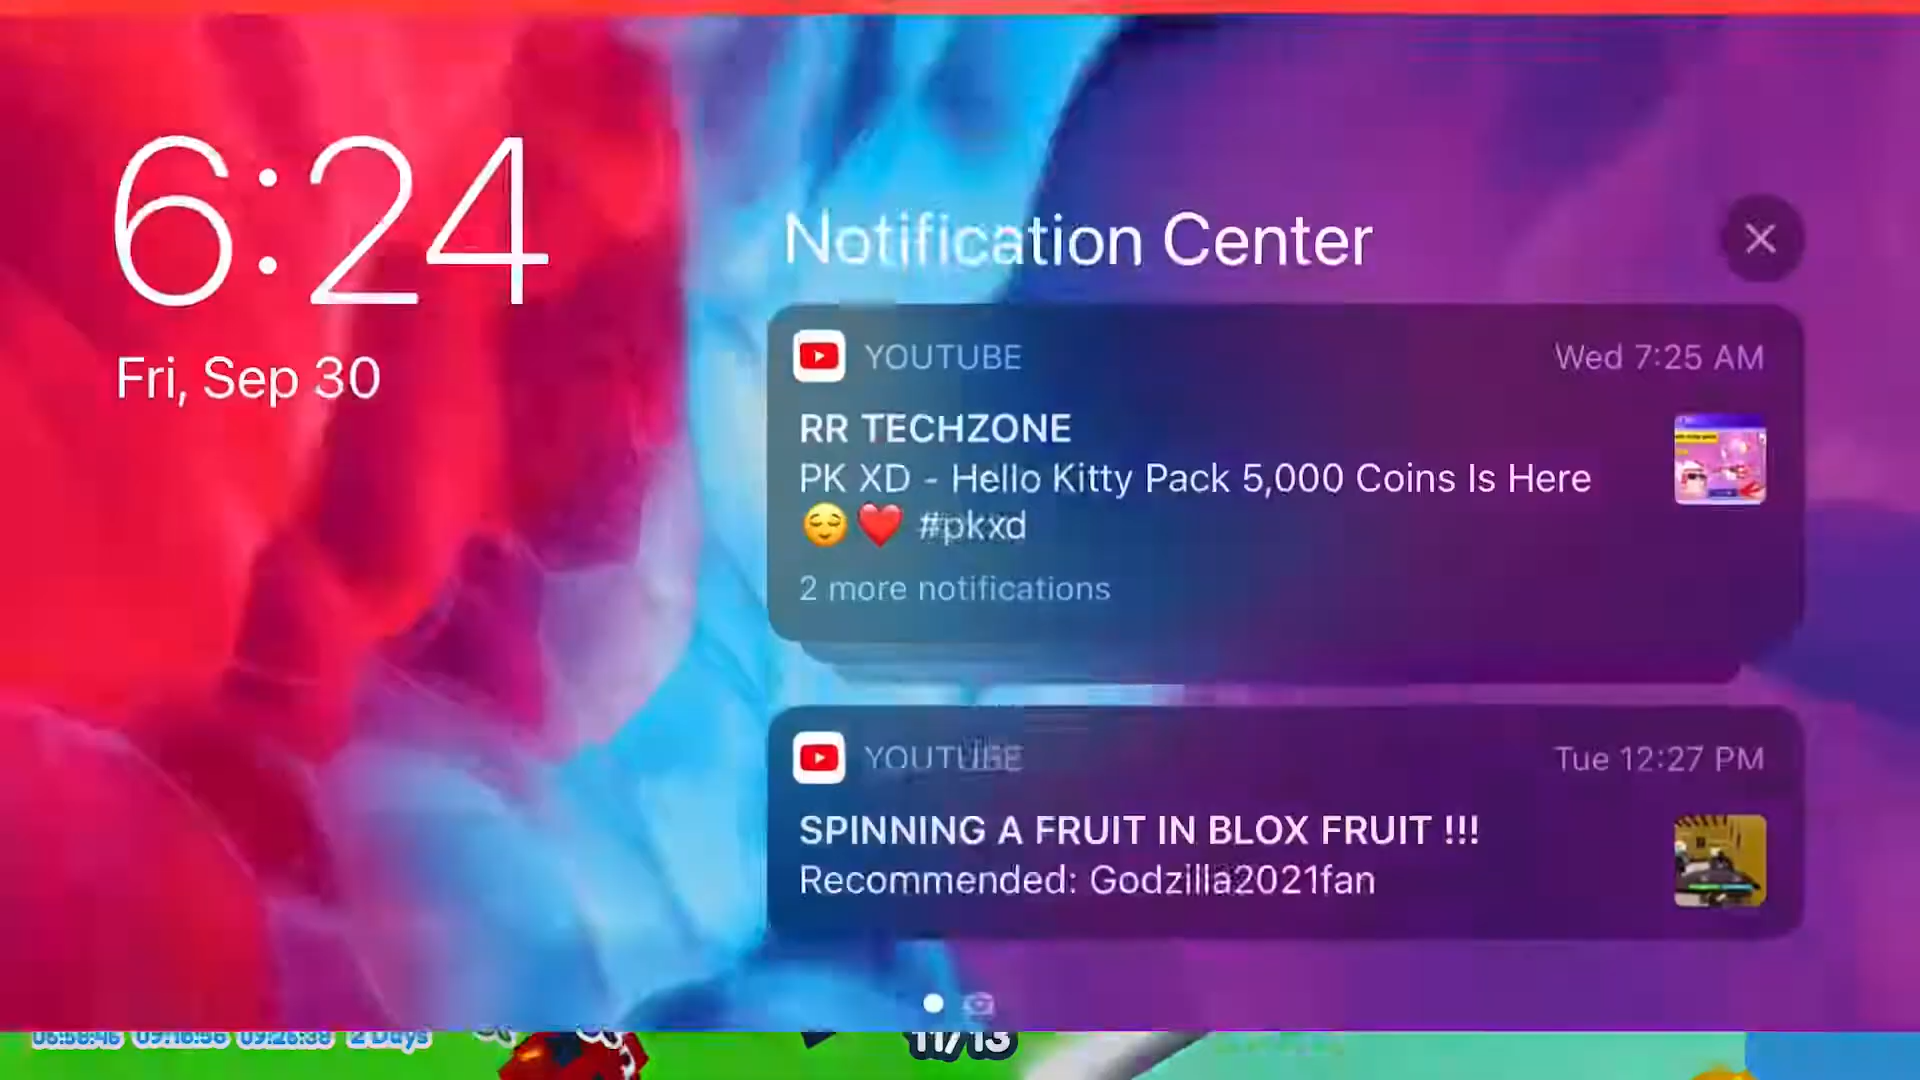 6:24
Fri, Sep 30
Notification Center
YOUTUBE
Wed 7:25 AM
RR TECHZONE
PK XD - Hello Kitty Pack 5,000 Coins Is Here
😌❤️ #pkxd
2 more notifications
YOUTUBE
Tue 12:27 PM
SPINNING A FRUIT IN BLOX FRUIT !!!
Recommended: Godzilla2021fan
2 Days
11/13